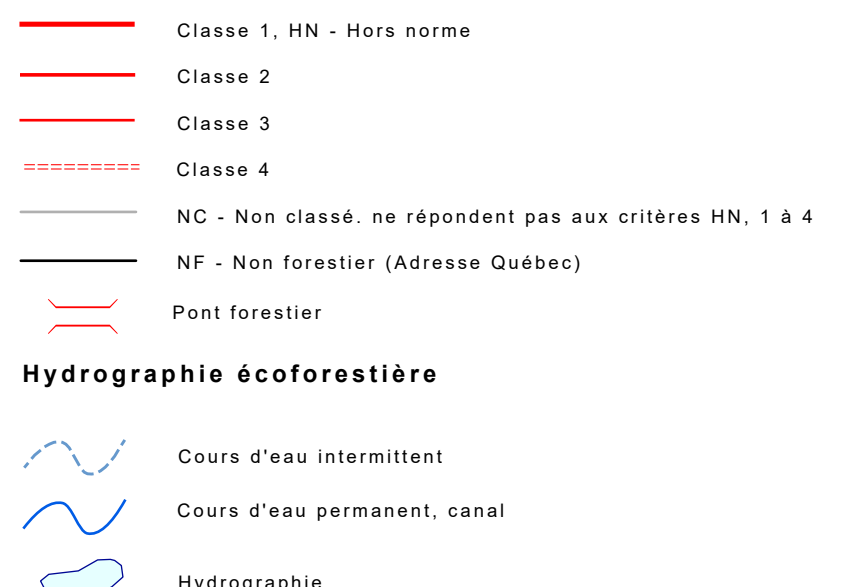 Classe 1, HN - Hors norme
Classe 2
Classe 3
Classe 4
NC - Non classé. ne répondent pas aux critères HN, 1 à 4
NF - Non forestier (Adresse Québec)
Pont forestier
Hydrographie écoforestière
Cours d'eau intermittent
Cours d'eau permanent, canal
Hydrographie